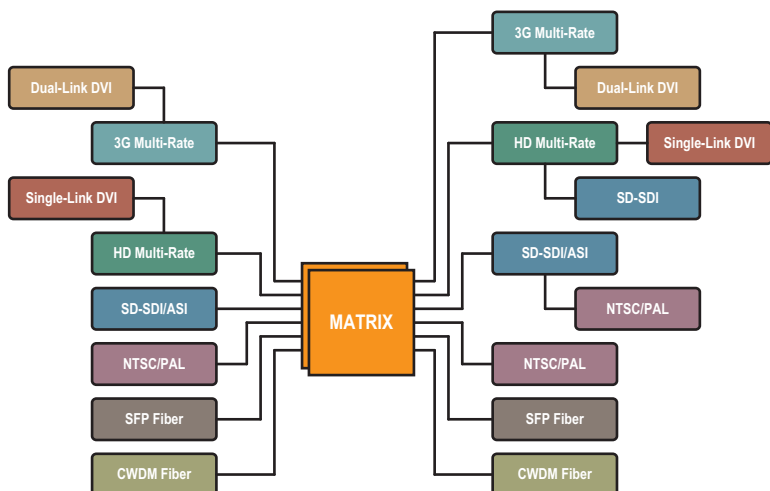 3G Multi-Rate
Dual-Link DVI
Dual-Link DVI
3G Multi-Rate
HD Multi-Rate
Single-Link DVI
Single-Link DVI
SD-SDI
HD Multi-Rate
SD-SDI/ASI
SD-SDI/ASI
NTSC/PAL
MATRIX
NTSC/PAL
NTSC/PAL
SFP Fiber
SFP Fiber
CWDM Fiber
CWDM Fiber